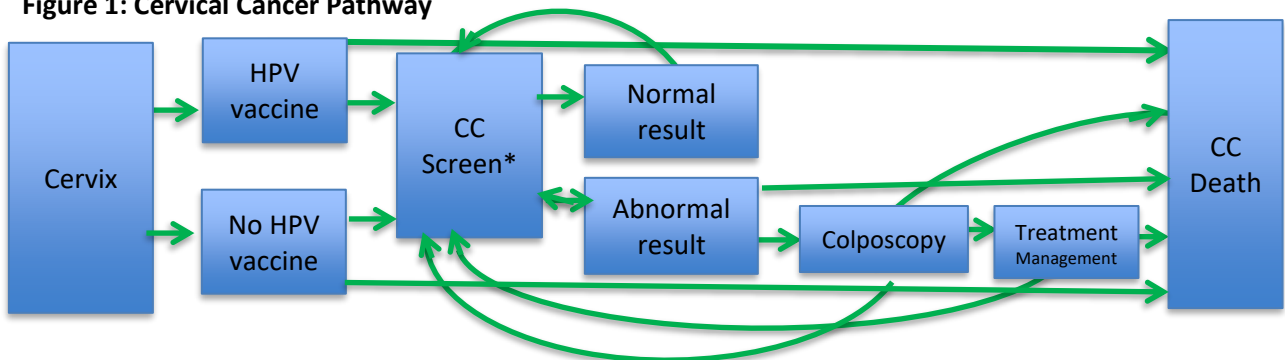 Figure 1: Cervical Cancer Pathway
Cervix
HPV
vaccine
No HPV
vaccine
CC
Screen*
Normal
result
Abnormal
result
Colposcopy
Treatment
Management
CC
Death